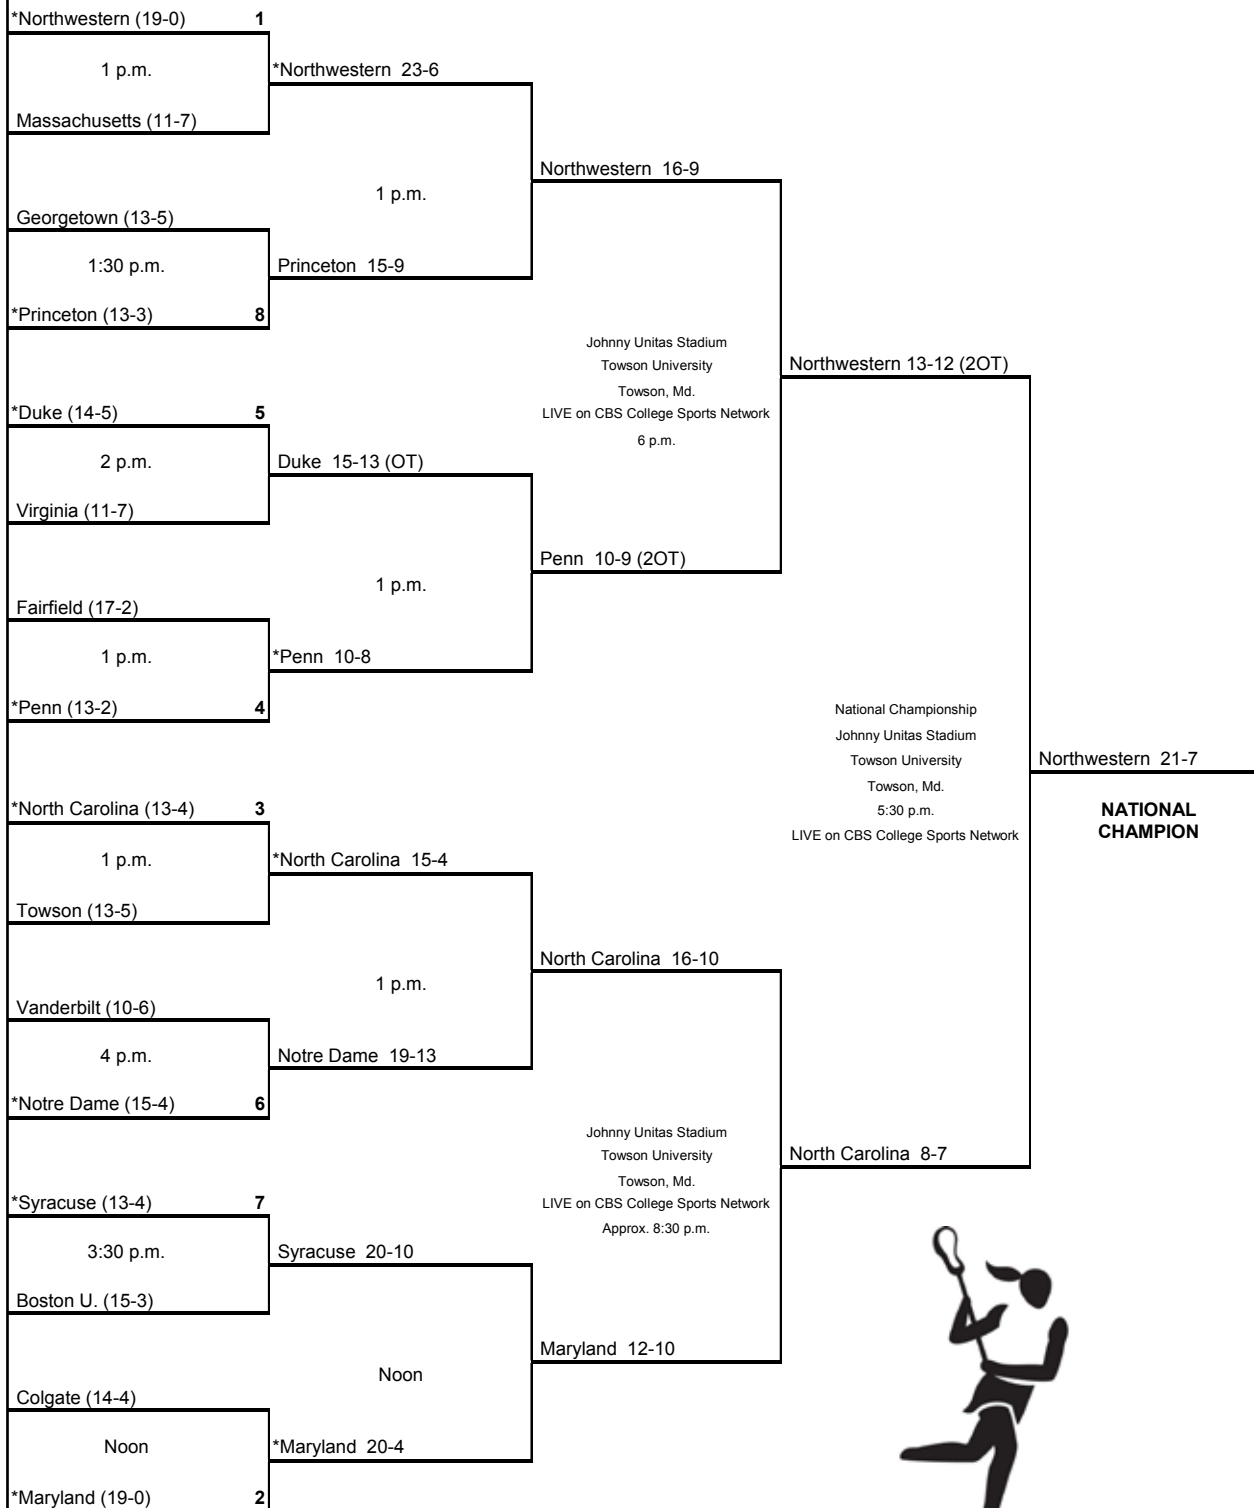 *Northwestern (19-0) 1
1 p.m.
Massachusetts (11-7)
Georgetown (13-5)
1:30 p.m.
*Princeton (13-3) 8
*Duke (14-5) 5
2 p.m.
Virginia (11-7)
Fairfield (17-2)
1 p.m.
*Penn (13-2) 4
*North Carolina (13-4) 3
1 p.m.
Towson (13-5)
Vanderbilt (10-6)
4 p.m.
*Notre Dame (15-4) 6
*Syracuse (13-4) 7
3:30 p.m.
Boston U. (15-3)
Colgate (14-4)
Noon
*Maryland (19-0) 2
*Northwestern 23-6
1 p.m.
Princeton 15-9
Duke 15-13 (OT)
1 p.m.
*Penn 10-8
*North Carolina 15-4
1 p.m.
Notre Dame 19-13
Syracuse 20-10
Noon
*Maryland 20-4
Northwestern 16-9
Johnny Unitas Stadium
Towson University
Towson, Md.
LIVE on CBS College Sports Network
6 p.m.
Penn 10-9 (2OT)
North Carolina 16-10
Johnny Unitas Stadium
Towson University
Towson, Md.
LIVE on CBS College Sports Network
Approx. 8:30 p.m.
Maryland 12-10
Northwestern 13-12 (2OT)
National Championship
Johnny Unitas Stadium
Towson University
Towson, Md.
5:30 p.m.
LIVE on CBS College Sports Network
North Carolina 8-7
Northwestern 21-7
NATIONAL
CHAMPION